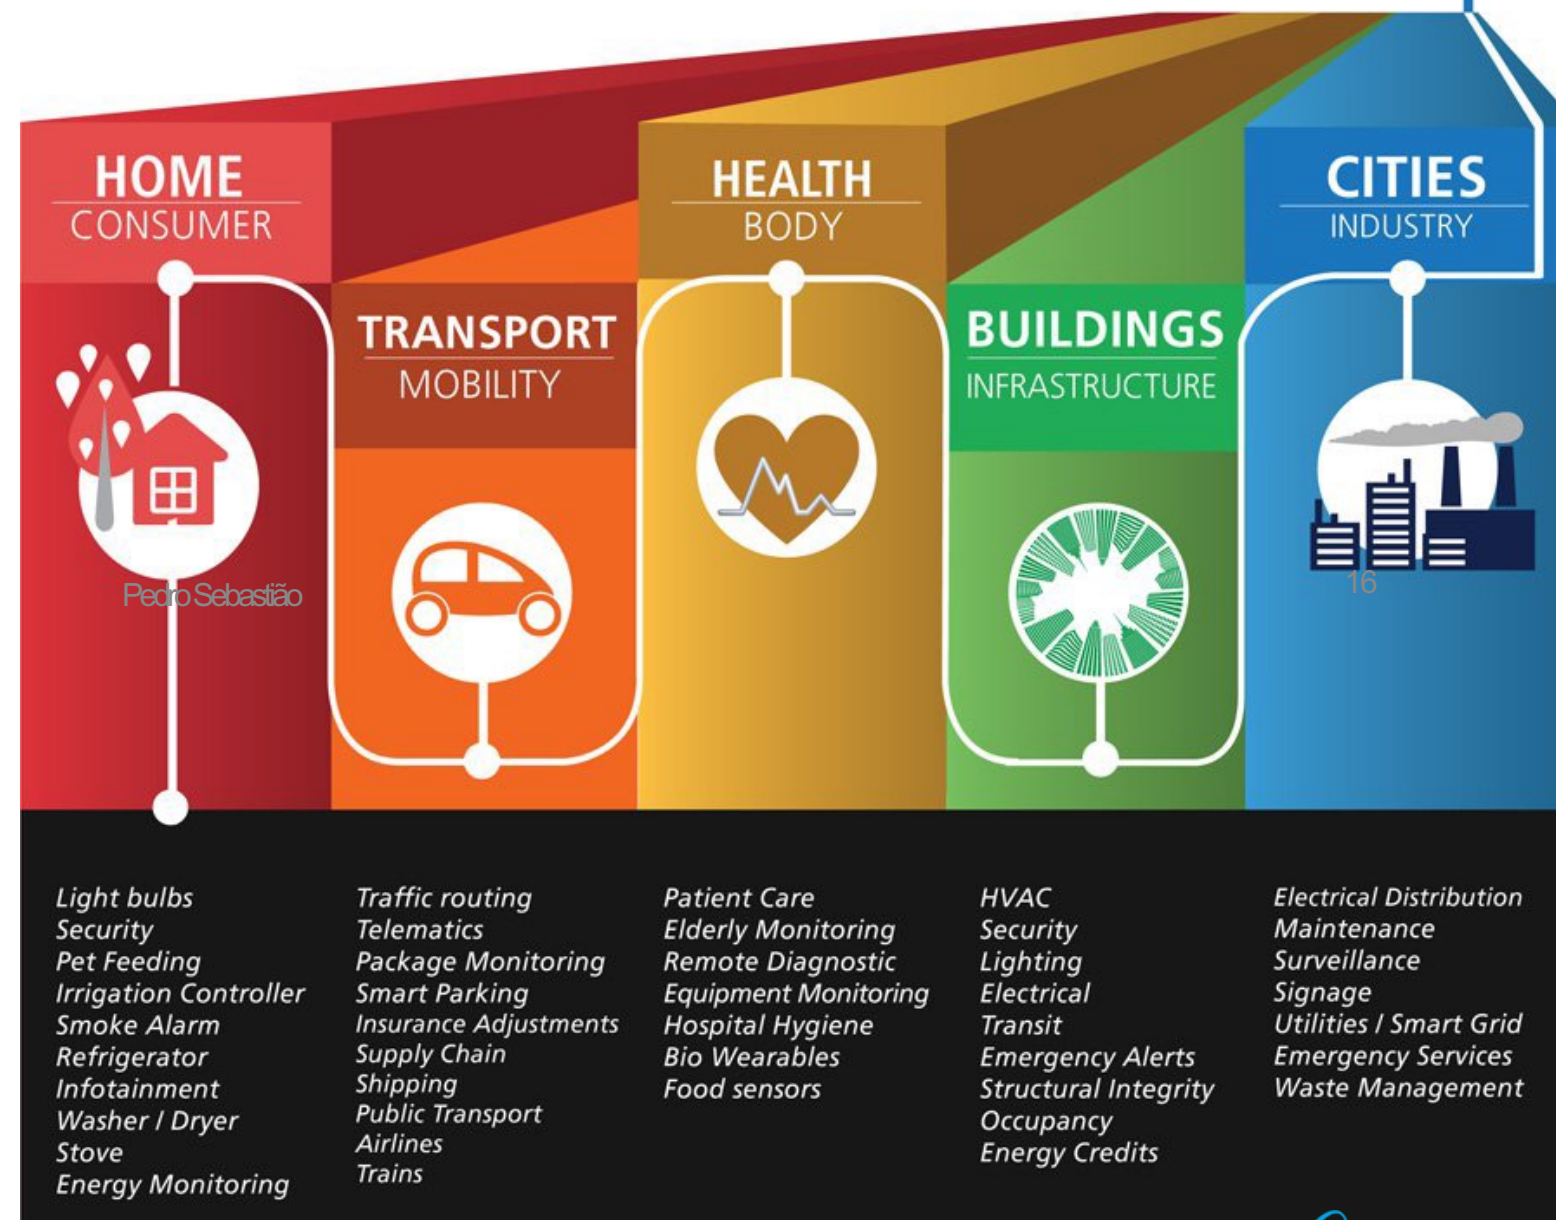 HOME
CONSUMER
TRANSPORT
MOBILITY
HEALTH
BODY
BUILDINGS
INFRASTRUCTURE
CITIES
INDUSTRY
Pedro Sebastião
16
Light bulbs
Security
Pet Feeding
Irrigation Controller
Smoke Alarm
Refrigerator
Infotainment
Washer / Dryer
Stove
Energy Monitoring
Traffic routing
Telematics
Package Monitoring
Smart Parking
Insurance Adjustments
Supply Chain
Shipping
Public Transport
Airlines
Trains
Patient Care
Elderly Monitoring
Remote Diagnostic
Equipment Monitoring
Hospital Hygiene
Bio Wearables
Food sensors
HVAC
Security
Lighting
Electrical
Transit
Emergency Alerts
Structural Integrity
Occupancy
Energy Credits
Electrical Distribution
Maintenance
Surveillance
Signage
Utilities / Smart Grid
Emergency Services
Waste Management